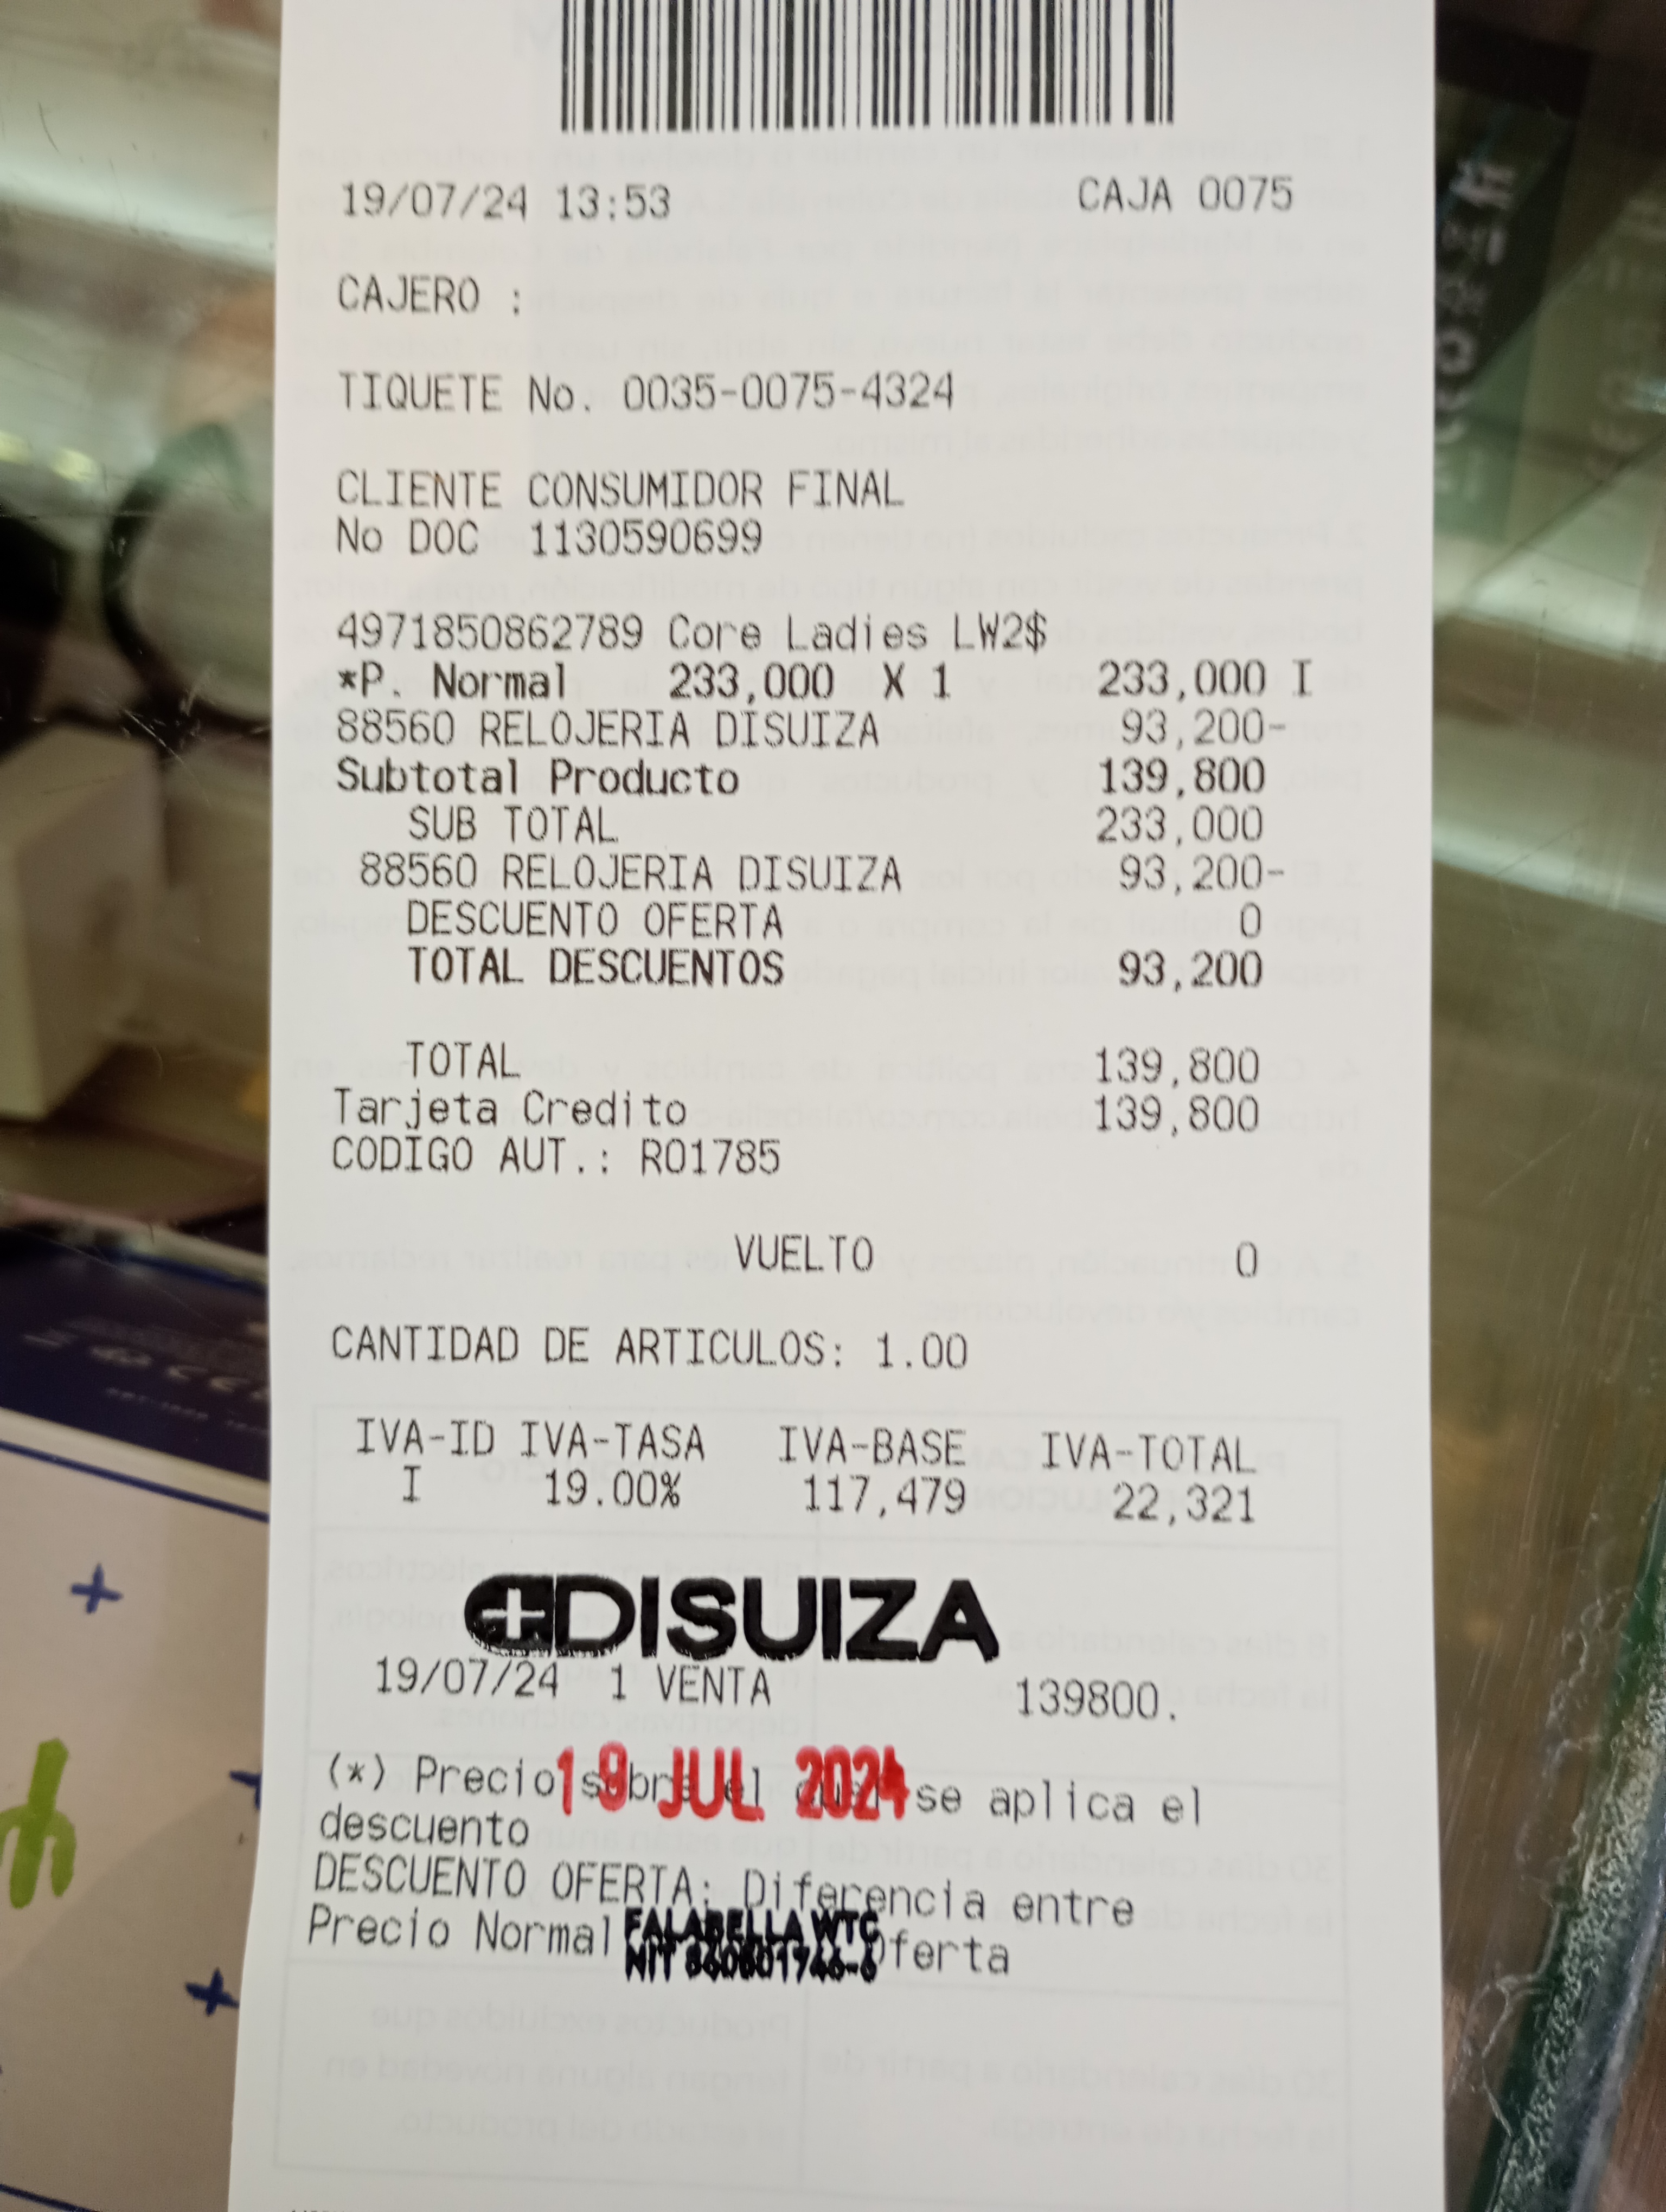 19/07/24 13:53 CAJA 0075
CAJERO :
TIQUETE No. 0035-0075-4324
CLIENTE CONSUMIDOR FINAL
No DOC 1130590699
4971850862789 Core Ladies LW2$
*P. Normal 233,000 X 1 233,000 I
88560 RELOJERIA DISUIZA 93,200-
Subtotal Producto 139,800
SUB TOTAL 233,000
88560 RELOJERIA DISUIZA 93,200-
DESCUENTO OFERTA 0
TOTAL DESCUENTOS 93,200
TOTAL 139,800
Tarjeta Credito 139,800
CODIGO AUT.: R01785
VUELTO 0
CANTIDAD DE ARTICULOS: 1.00
IVA-ID IVA-TASA IVA-BASE IVA-TOTAL
I 19.00% 117,479 22,321
DISUIZA
19/07/24 1 VENTA 139800.
(*) Precio sobre el cual se aplica el
19 JUL 2024
descuento
DESCUENTO OFERTA: Diferencia entre
Precio Normal Oferta
FALABELLA WTC
NIT